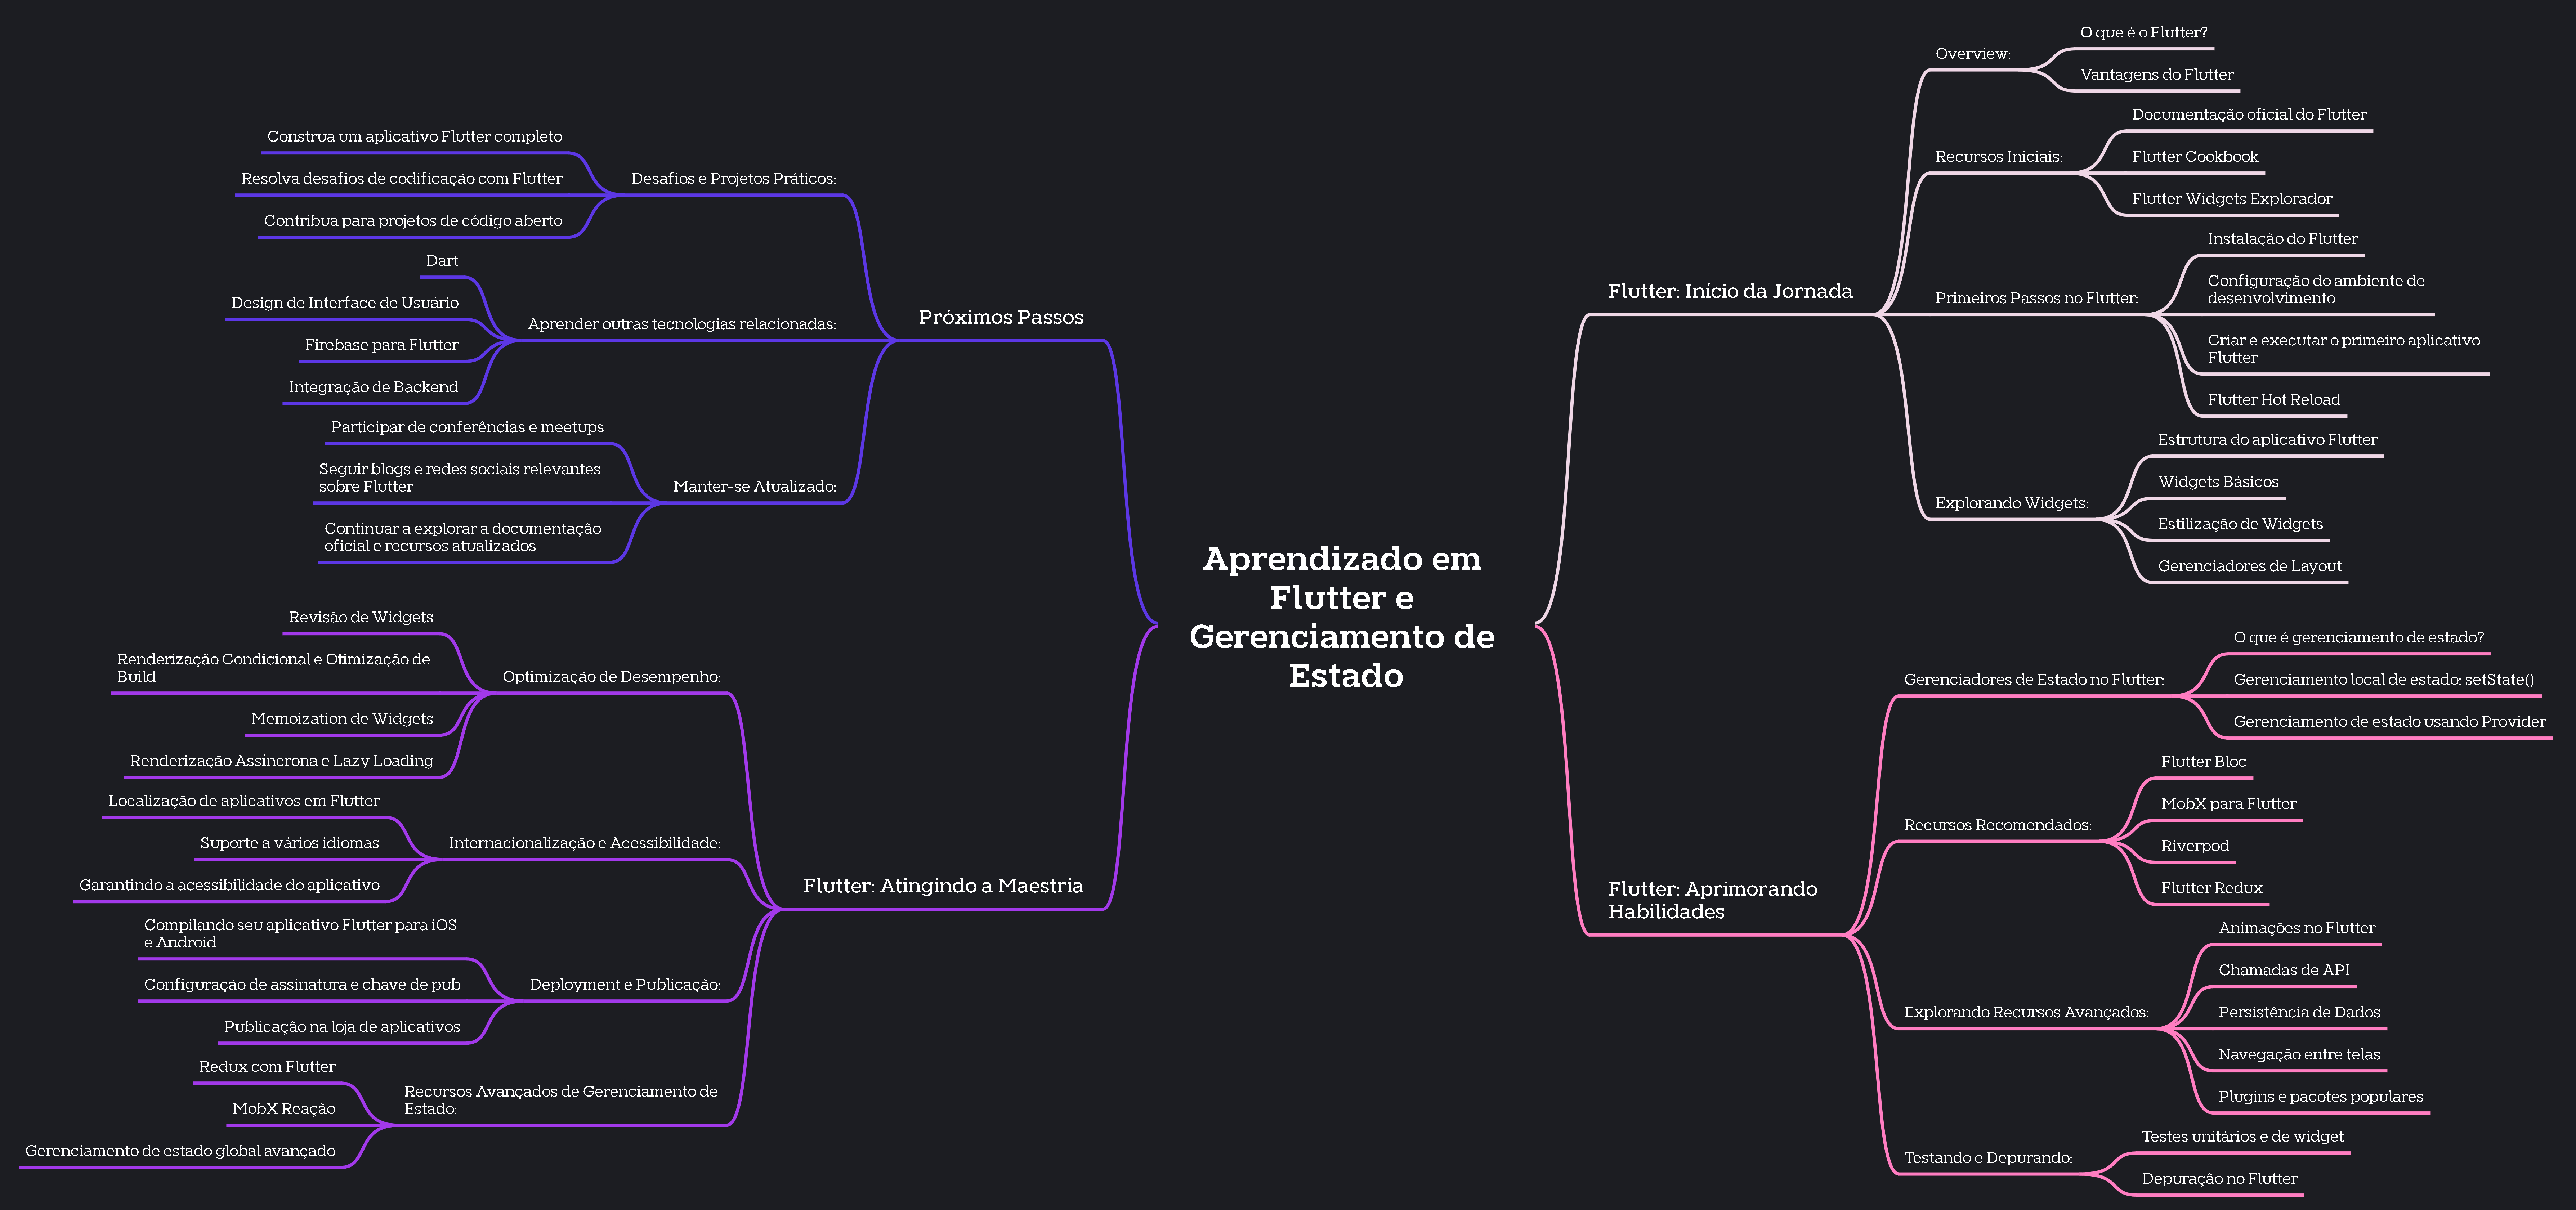 Aprendizado em
Flutter e
Gerenciamento de
Estado
Flutter: Início da Jornada
Overview:
O que é o Flutter?
Vantagens do Flutter
Recursos Iniciais:
Documentação oficial do Flutter
Flutter Cookbook
Flutter Widgets Explorador
Primeiros Passos no Flutter:
Instalação do Flutter
Configuração do ambiente de
desenvolvimento
Criar e executar o primeiro aplicativo
Flutter
Flutter Hot Reload
Explorando Widgets:
Estrutura do aplicativo Flutter
Widgets Básicos
Estilização de Widgets
Gerenciadores de Layout
Flutter: Aprimorando
Habilidades
Gerenciadores de Estado no Flutter:
O que é gerenciamento de estado?
Gerenciamento local de estado: setState()
Gerenciamento de estado usando Provider
Recursos Recomendados:
Flutter Bloc
MobX para Flutter
Riverpod
Flutter Redux
Explorando Recursos Avançados:
Animações no Flutter
Chamadas de API
Persistência de Dados
Navegação entre telas
Plugins e pacotes populares
Testando e Depurando:
Testes unitários e de widget
Depuração no Flutter
Flutter: Atingindo a Maestria
Optimização de Desempenho:
Revisão de Widgets
Renderização Condicional e Otimização de
Build
Memoization de Widgets
Renderização Assíncrona e Lazy Loading
Internacionalização e Acessibilidade:
Localização de aplicativos em Flutter
Suporte a vários idiomas
Garantindo a acessibilidade do aplicativo
Deployment e Publicação:
Compilando seu aplicativo Flutter para iOS
e Android
Configuração de assinatura e chave de pub
Publicação na loja de aplicativos
Recursos Avançados de Gerenciamento de
Estado:
Redux com Flutter
MobX Reação
Gerenciamento de estado global avançado
Próximos Passos
Desafios e Projetos Práticos:
Construa um aplicativo Flutter completo
Resolva desafios de codificação com Flutter
Contribua para projetos de código aberto
Aprender outras tecnologias relacionadas:
Dart
Design de Interface de Usuário
Firebase para Flutter
Integração de Backend
Manter-se Atualizado:
Participar de conferências e meetups
Seguir blogs e redes sociais relevantes
sobre Flutter
Continuar a explorar a documentação
oficial e recursos atualizados